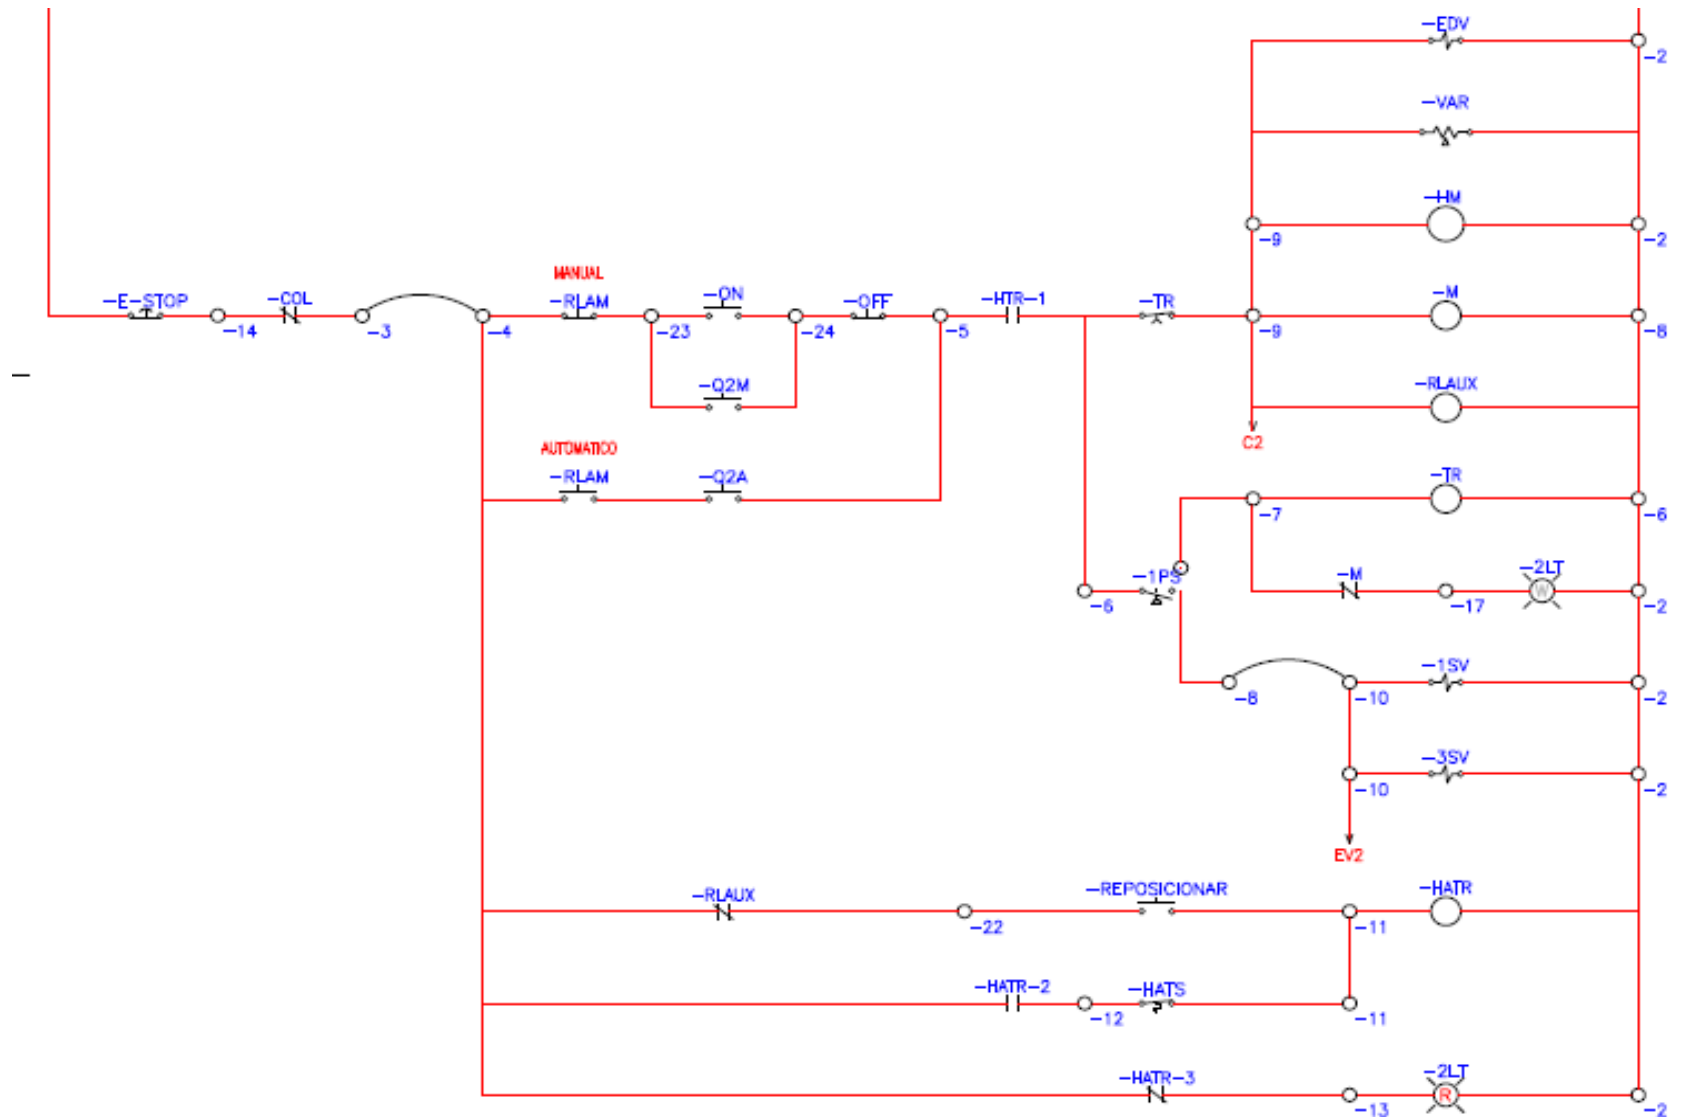 -EDV
-2
-VAR
-HM
-9
-2
MANUAL
-E-STOP
-COL
-RLAM
-ON
-OFF
-HTR-1
-TR
-M
-14
-3
-4
-23
-24
-5
-9
-8
-Q2M
-RLAUX
C2
AUTOMATICO
-RLAM
-Q2A
-TR
-7
-6
-1PS
-M
-2LT
W
-6
-17
-2
-1SV
-8
-10
-2
-3SV
-10
-2
EV2
-RLAUX
-REPOSICIONAR
-HATR
-22
-11
-HATR-2
-HATS
-12
-11
-HATR-3
-2LT
R
-13
-2